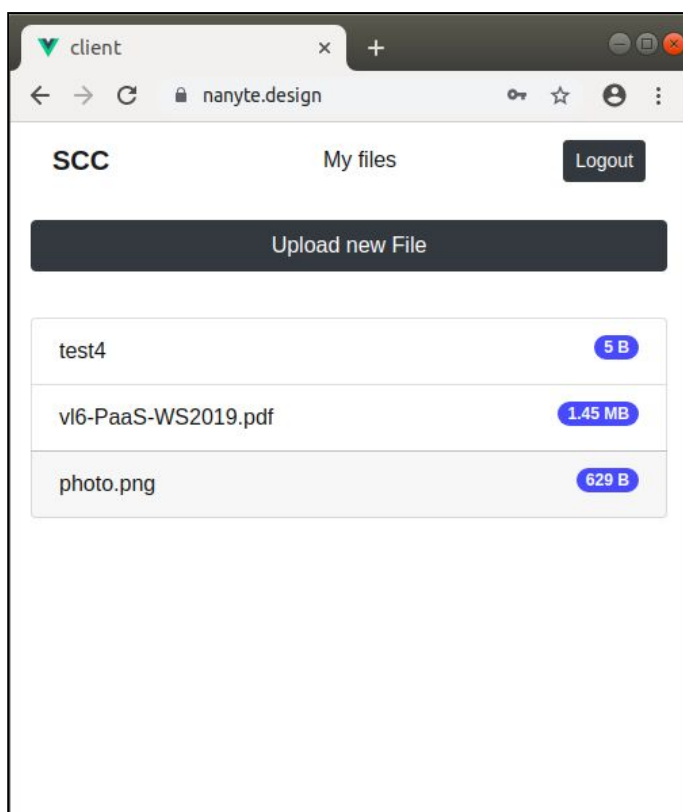 client
nanyte.design
SCC My files Logout
Upload new File
test4 5 B
vl6-PaaS-WS2019.pdf 1.45 MB
photo.png 629 B